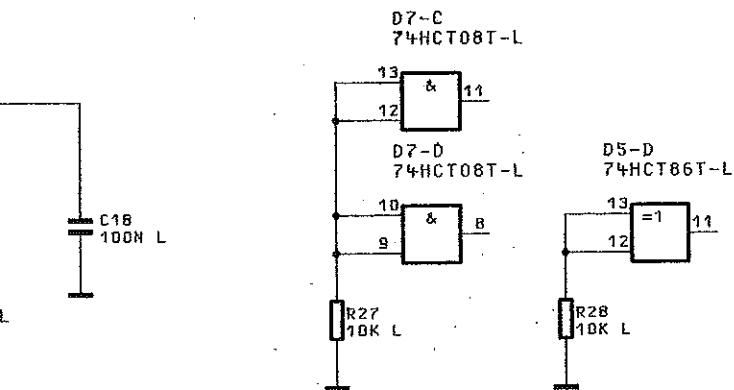 D7-C
74HCT08T-L
13
&
11
12
D7-D
74HCT08T-L
10
&
8
9
D5-D
74HCT86T-L
13
=1
11
12
C18
100N L
R27
10K L
R28
10K L
L